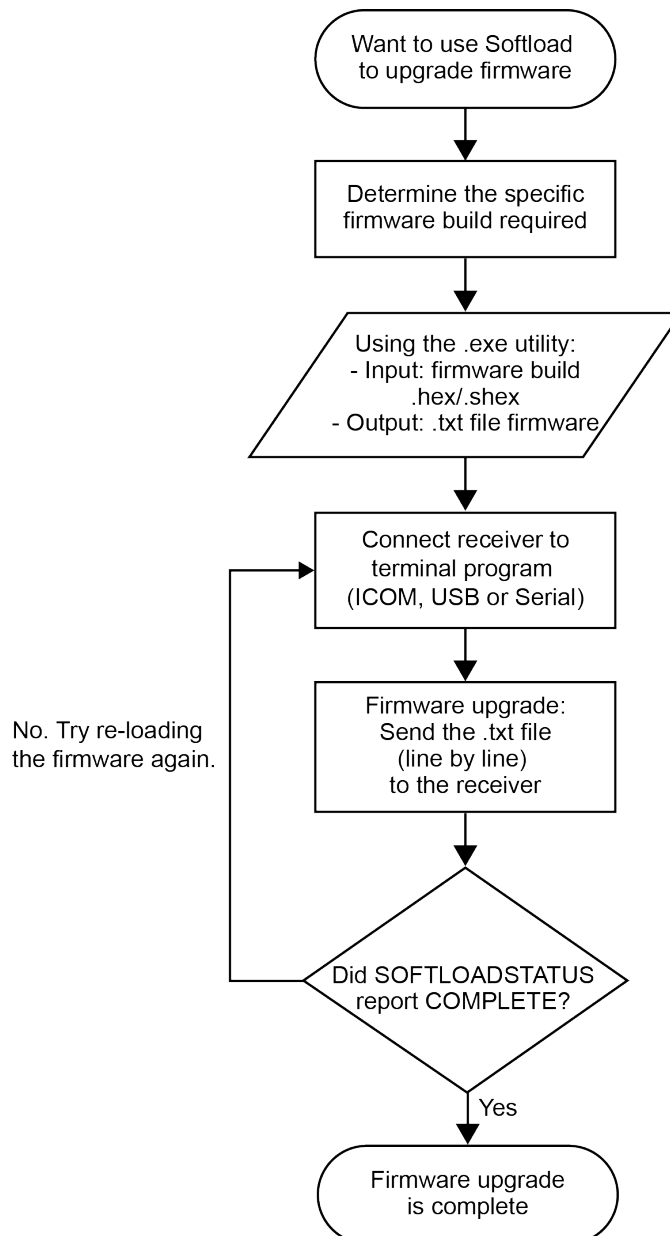 Want to use Softload
to upgrade firmware
Determine the specific
firmware build required
Using the .exe utility:
- Input: firmware build
.hex/.shex
- Output: .txt file firmware
Connect receiver to
terminal program
(ICOM, USB or Serial)
Firmware upgrade:
Send the .txt file
(line by line)
to the receiver
No. Try re-loading
the firmware again.
Did SOFTLOADSTATUS
report COMPLETE?
Yes
Firmware upgrade
is complete